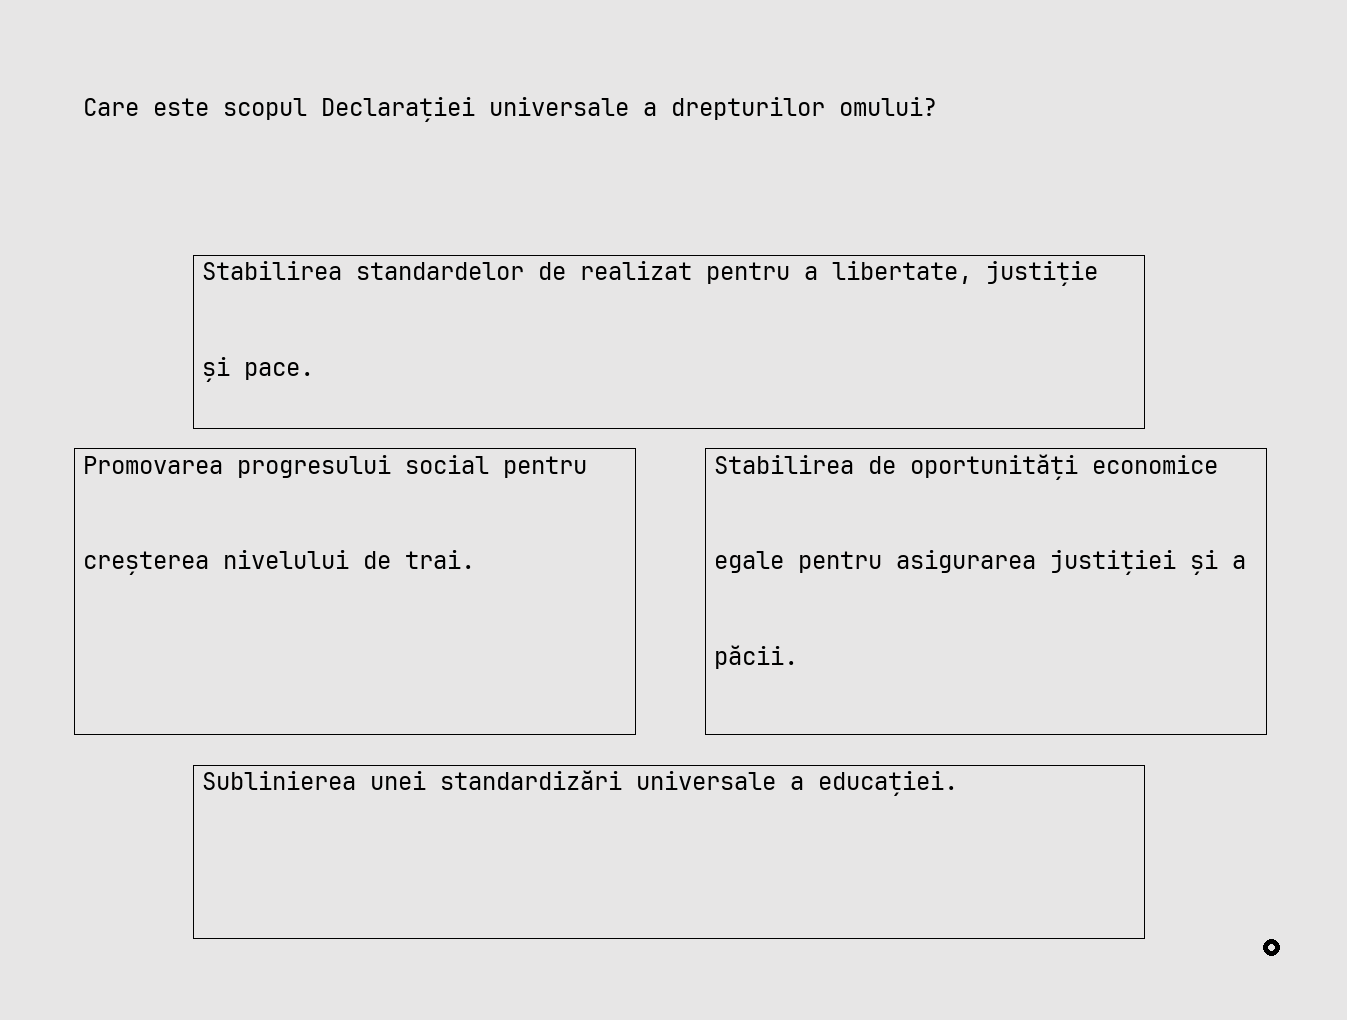 Care este scopul Declarației universale a drepturilor omului?
Stabilirea standardelor de realizat pentru a libertate, justiție
și pace.
Promovarea progresului social pentru
creșterea nivelului de trai.
Stabilirea de oportunități economice
egale pentru asigurarea justiției și a
păcii.
Sublinierea unei standardizări universale a educației.